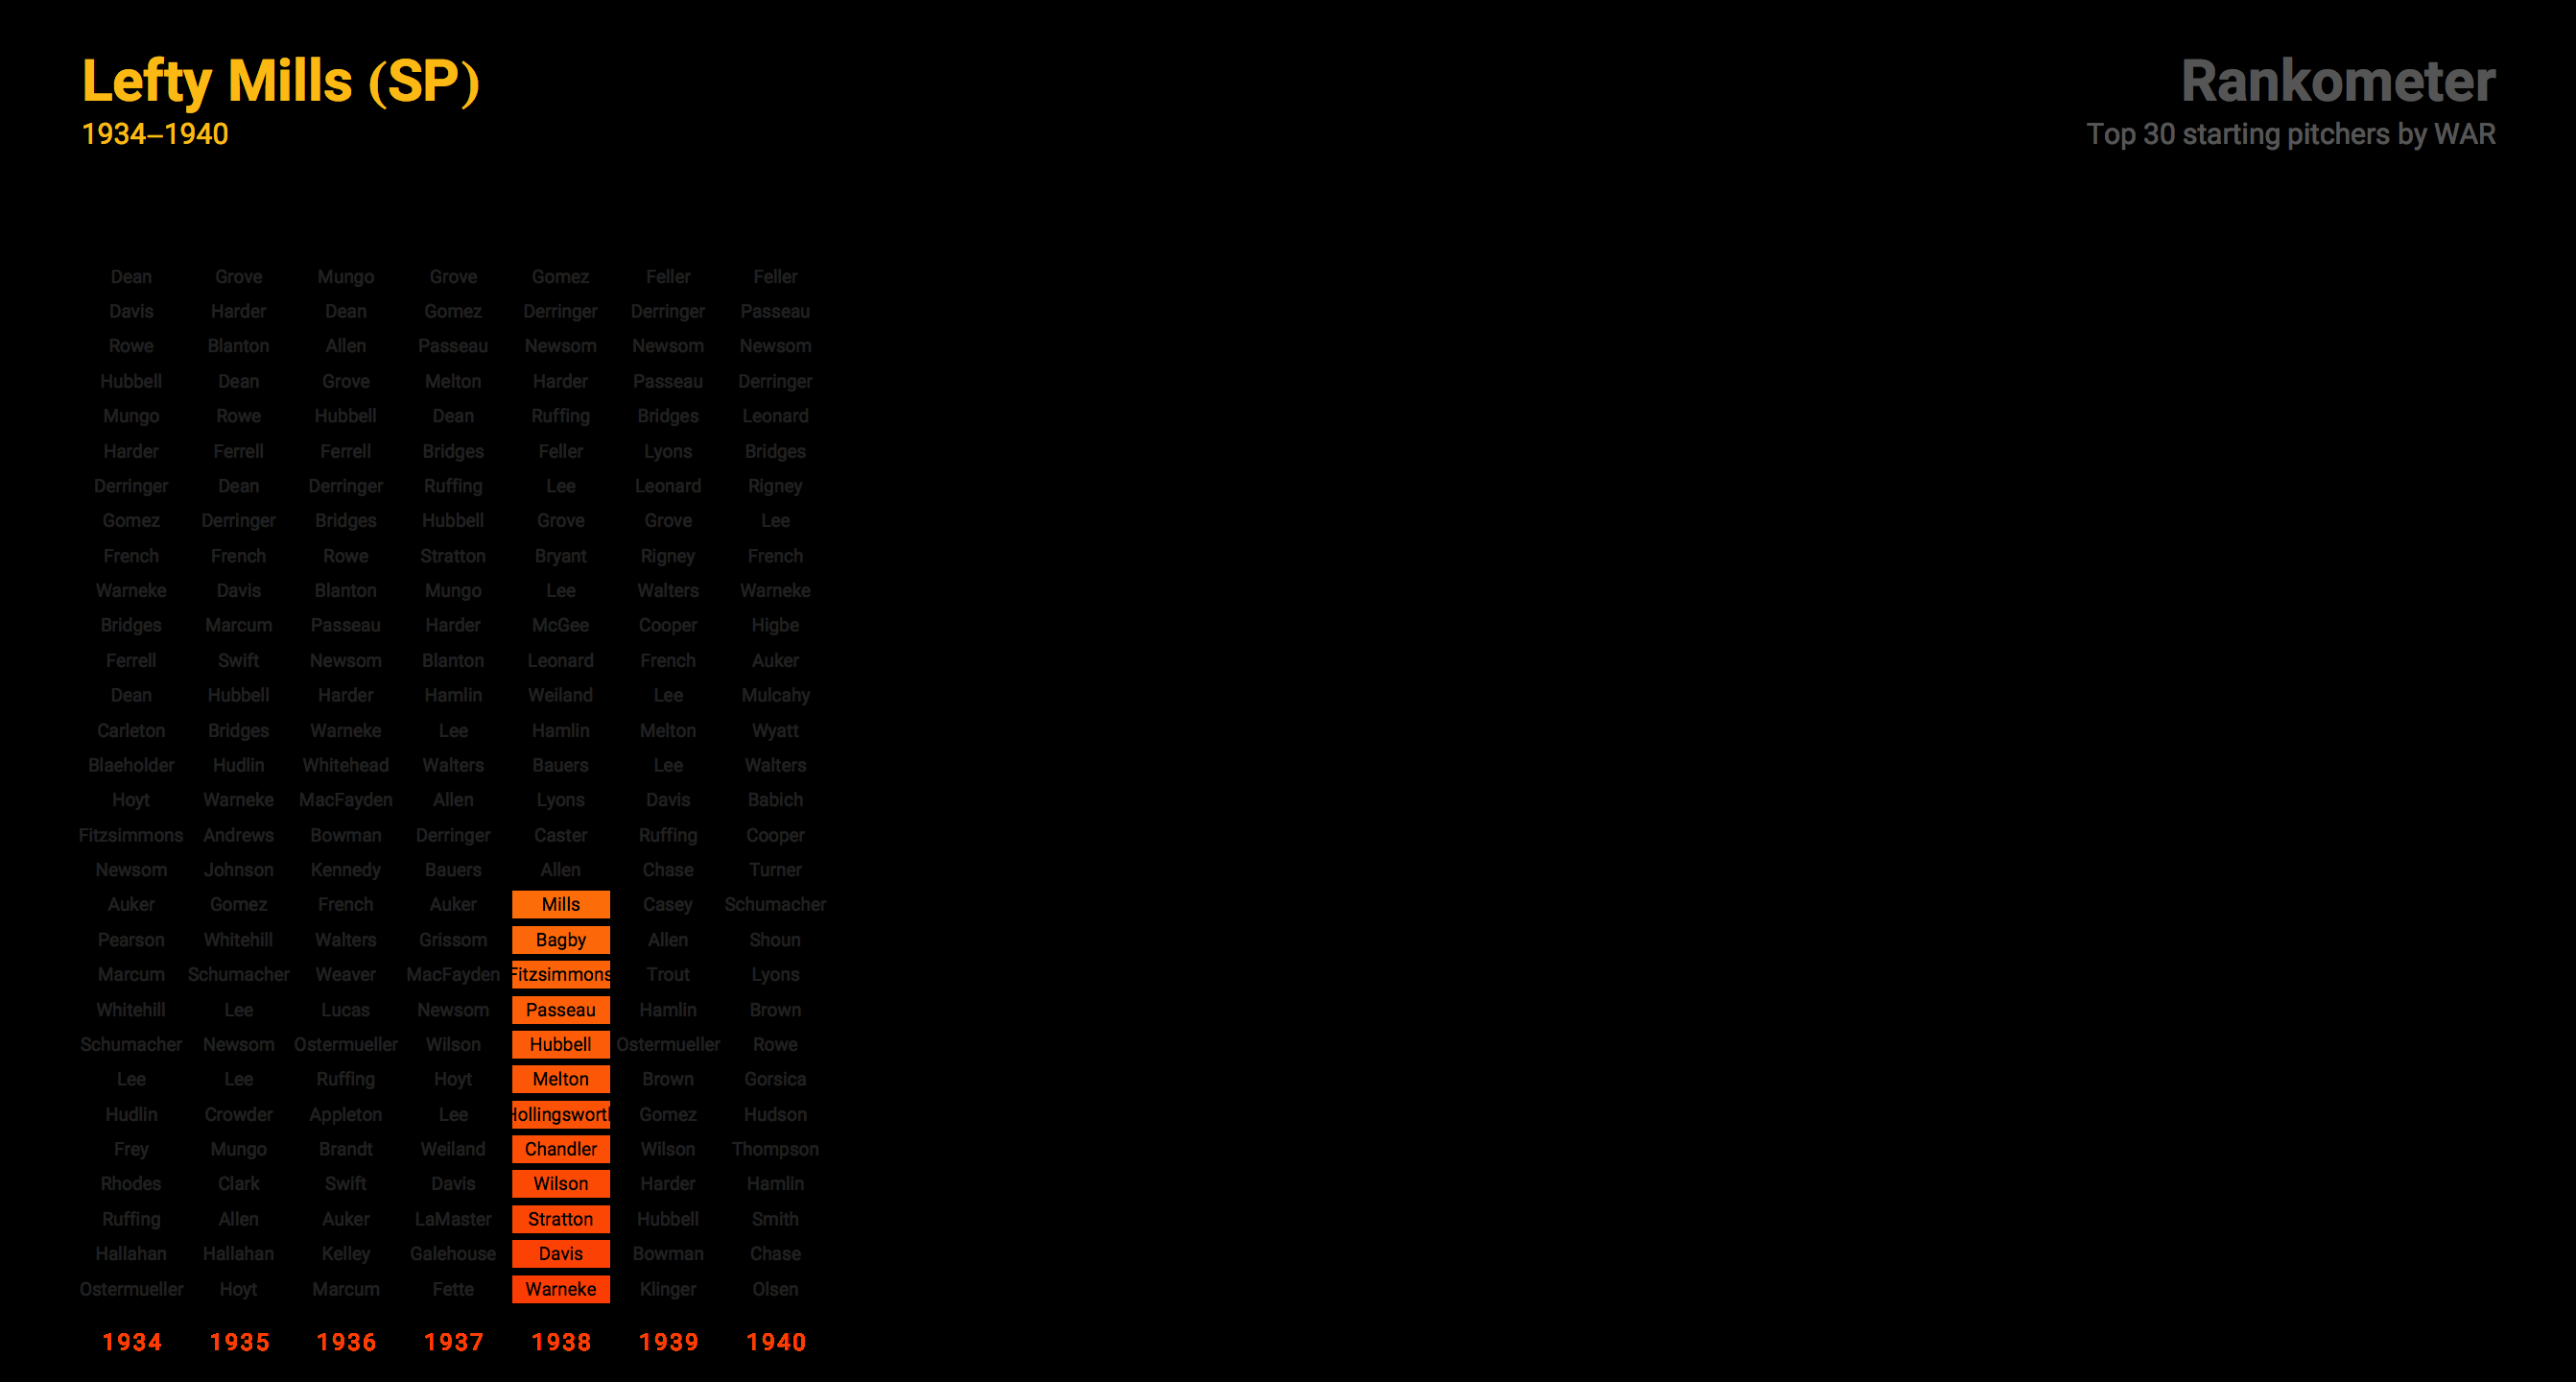 Lefty Mills (SP)
1934–1940
Rankometer
Top 30 starting pitchers by WAR
Dean Grove Mungo Grove Gomez Feller Feller
Davis Harder Dean Gomez Derringer Derringer Passeau
Rowe Blanton Allen Passeau Newsom Newsom Newsom
Hubbell Dean Grove Melton Harder Passeau Derringer
Mungo Rowe Hubbell Dean Ruffing Bridges Leonard
Harder Ferrell Ferrell Bridges Feller Lyons Bridges
Derringer Dean Derringer Ruffing Lee Leonard Rigney
Gomez Derringer Bridges Hubbell Grove Grove Lee
French French Rowe Stratton Bryant Rigney French
Warneke Davis Blanton Mungo Lee Walters Warneke
Bridges Marcum Passeau Harder McGee Cooper Higbe
Ferrell Swift Newsom Blanton Leonard French Auker
Dean Hubbell Harder Hamlin Weiland Lee Mulcahy
Carleton Bridges Warneke Lee Hamlin Melton Wyatt
Blaeholder Hudlin Whitehead Walters Bauers Lee Walters
Hoyt Warneke MacFayden Allen Lyons Davis Babich
Fitzsimmons Andrews Bowman Derringer Caster Ruffing Cooper
Newsom Johnson Kennedy Bauers Allen Chase Turner
Auker Gomez French Auker Mills Casey Schumacher
Pearson Whitehill Walters Grissom Bagby Allen Shoun
Marcum Schumacher Weaver MacFayden Fitzsimmons Trout Lyons
Whitehill Lee Lucas Newsom Passeau Hamlin Brown
Schumacher Newsom Ostermueller Wilson Hubbell Ostermueller Rowe
Lee Lee Ruffing Hoyt Melton Brown Gorsica
Hudlin Crowder Appleton Lee Hollingsworth Gomez Hudson
Frey Mungo Brandt Weiland Chandler Wilson Thompson
Rhodes Clark Swift Davis Wilson Harder Hamlin
Ruffing Allen Auker LaMaster Stratton Hubbell Smith
Hallahan Hallahan Kelley Galehouse Davis Bowman Chase
Ostermueller Hoyt Marcum Fette Warneke Klinger Olsen
1934 1935 1936 1937 1938 1939 1940